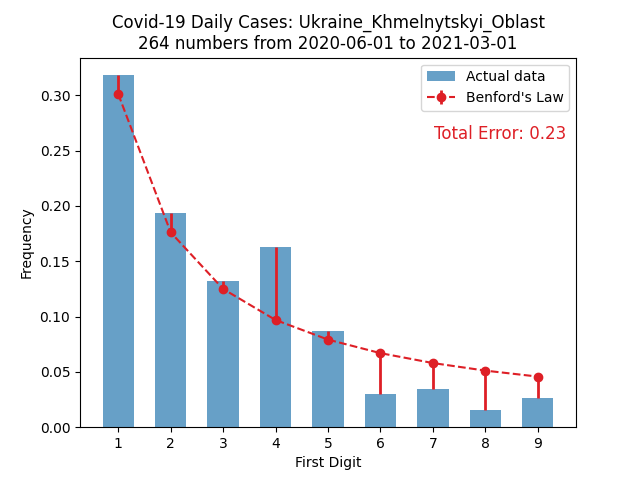 Covid-19 Daily Cases: Ukraine_Khmelnytskyi_Oblast
264 numbers from 2020-06-01 to 2021-03-01
Actual data
Benford's Law
Total Error: 0.23
Frequency
0.30
0.25
0.20
0.15
0.10
0.05
0.00
1 2 3 4 5 6 7 8 9
First Digit